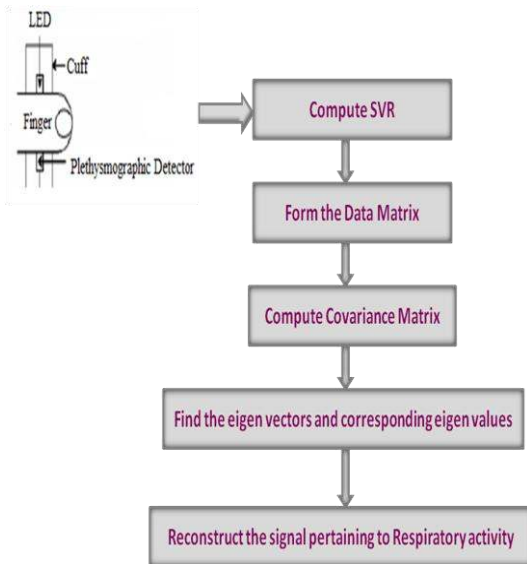 LED
Cuff
Finger
Plethysmographic Detector
Compute SVR
Form the Data Matrix
Compute Covariance Matrix
Find the eigen vectors and corresponding eigen values
Reconstruct the signal pertaining to Respiratory activity